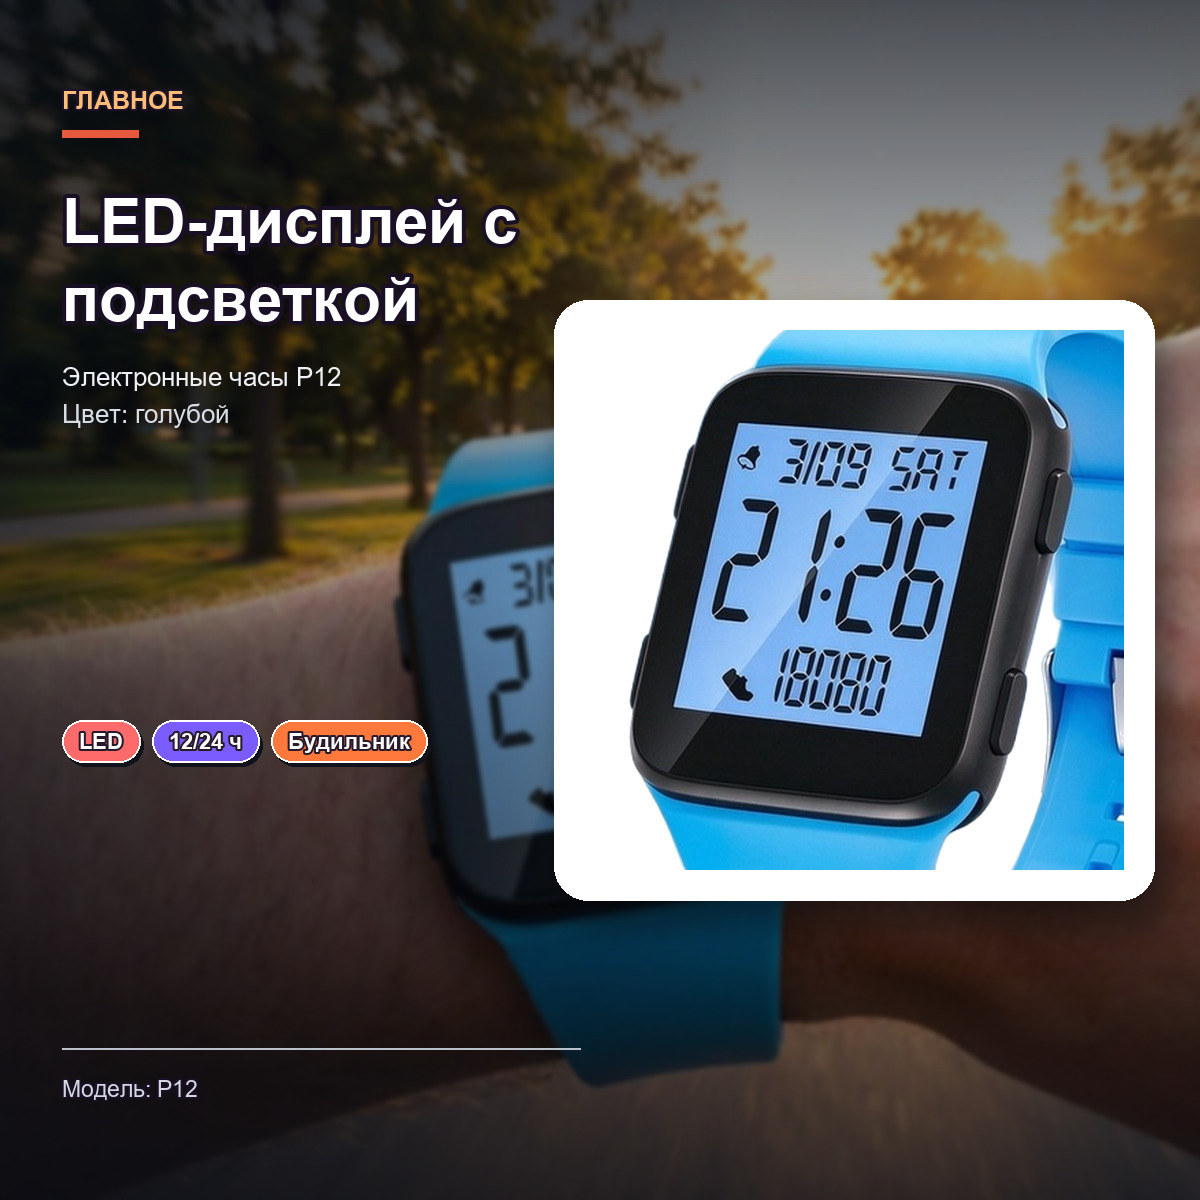 ГЛАВНОЕ
LED-дисплей с
подсветкой
Электронные часы P12
Цвет: голубой
3/09 SAT
21:26
18080
LED
12/24 ч
Будильник
Модель: P12